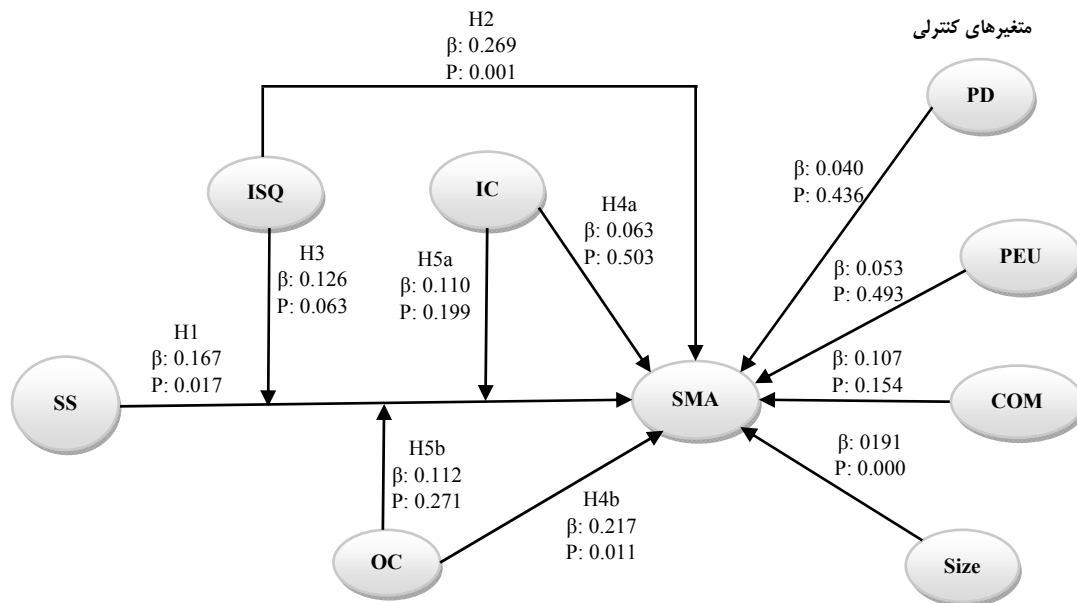 H2
β: 0.269
P: 0.001
متغیرهای کنترلی
PD
β: 0.040
P: 0.436
ISQ
IC
H4a
β: 0.063
P: 0.503
H3
β: 0.126
P: 0.063
H5a
β: 0.110
P: 0.199
PEU
β: 0.053
P: 0.493
H1
β: 0.167
P: 0.017
SS
SMA
β: 0.107
P: 0.154
COM
H5b
β: 0.112
P: 0.271
OC
H4b
β: 0.217
P: 0.011
β: 0191
P: 0.000
Size